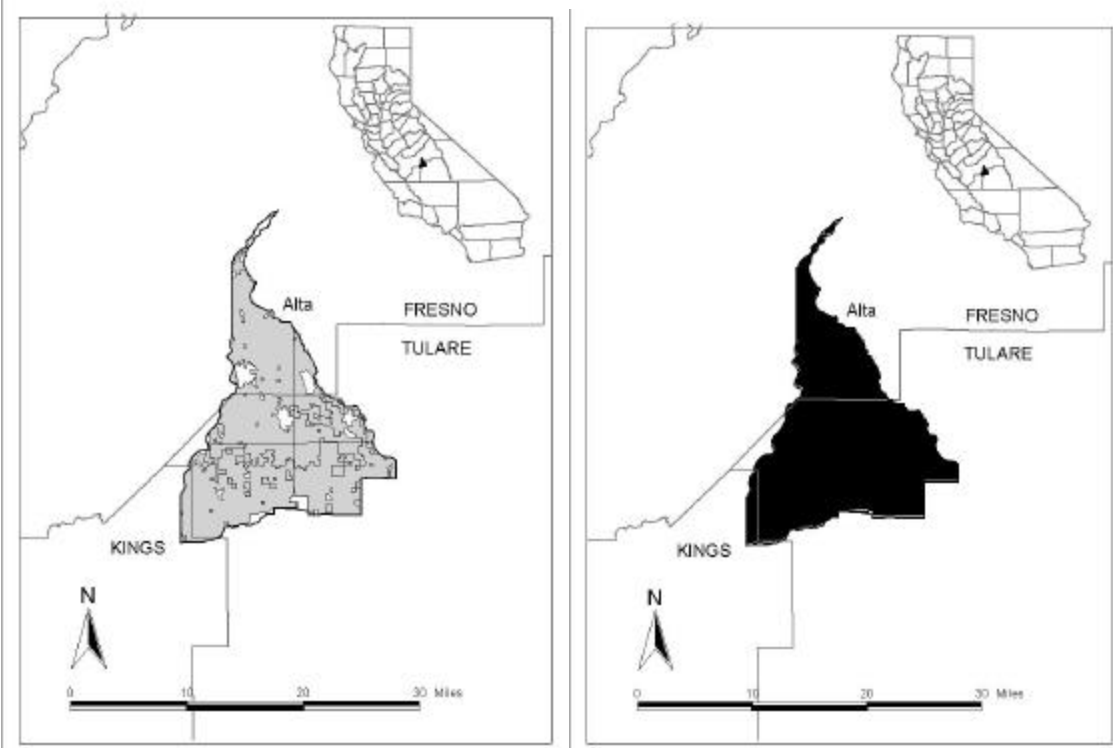 Alta
FRESNO
TULARE
KINGS
N
0 10 20 30 Miles
Alta
FRESNO
TULARE
KINGS
N
0 10 20 30 Miles